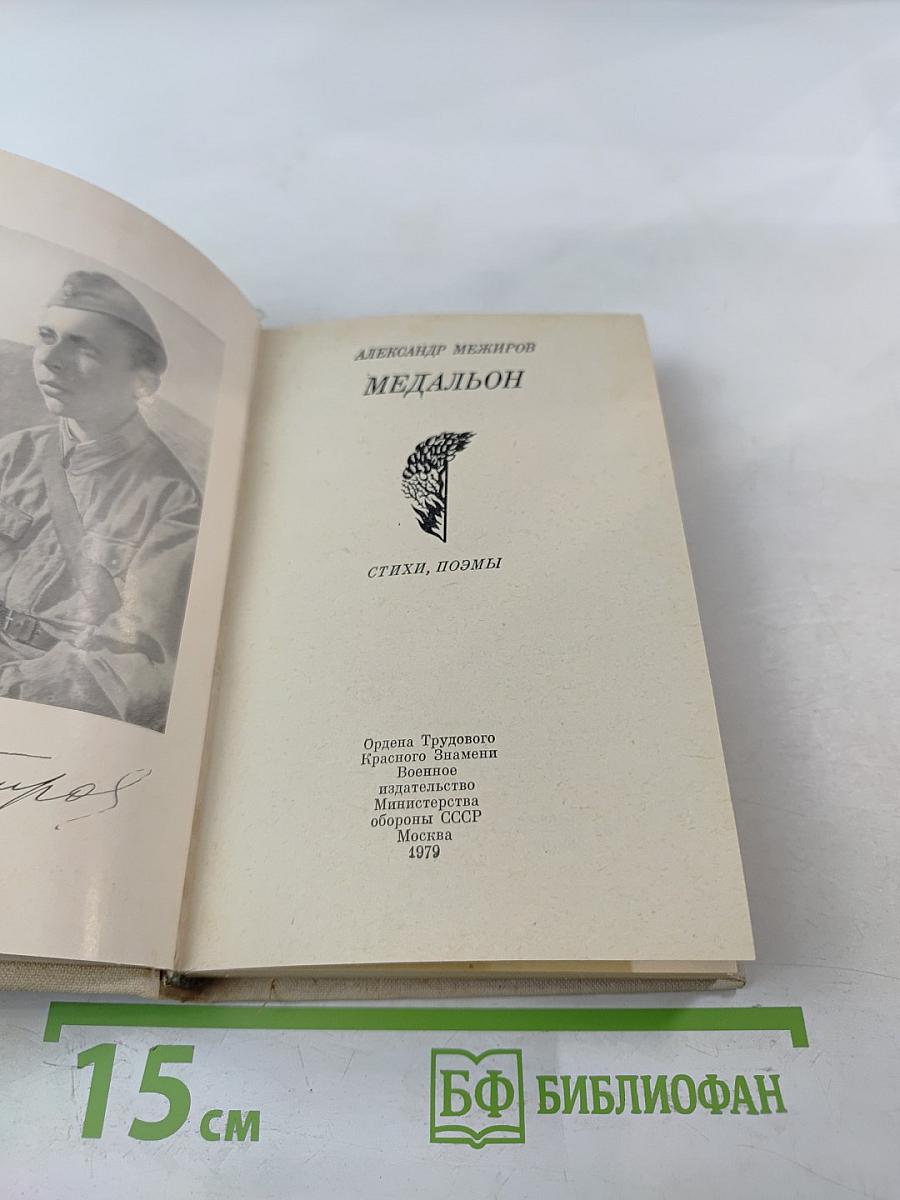 АЛЕКСАНДР МЕЖИРОВ
МЕДАЛЬОН
СТИХИ, ПОЭМЫ
Ордена Трудового
Красного Знамени
Военное
издательство
Министерства
обороны СССР
Москва
1979
15 см
БФ БИБЛИОФАН